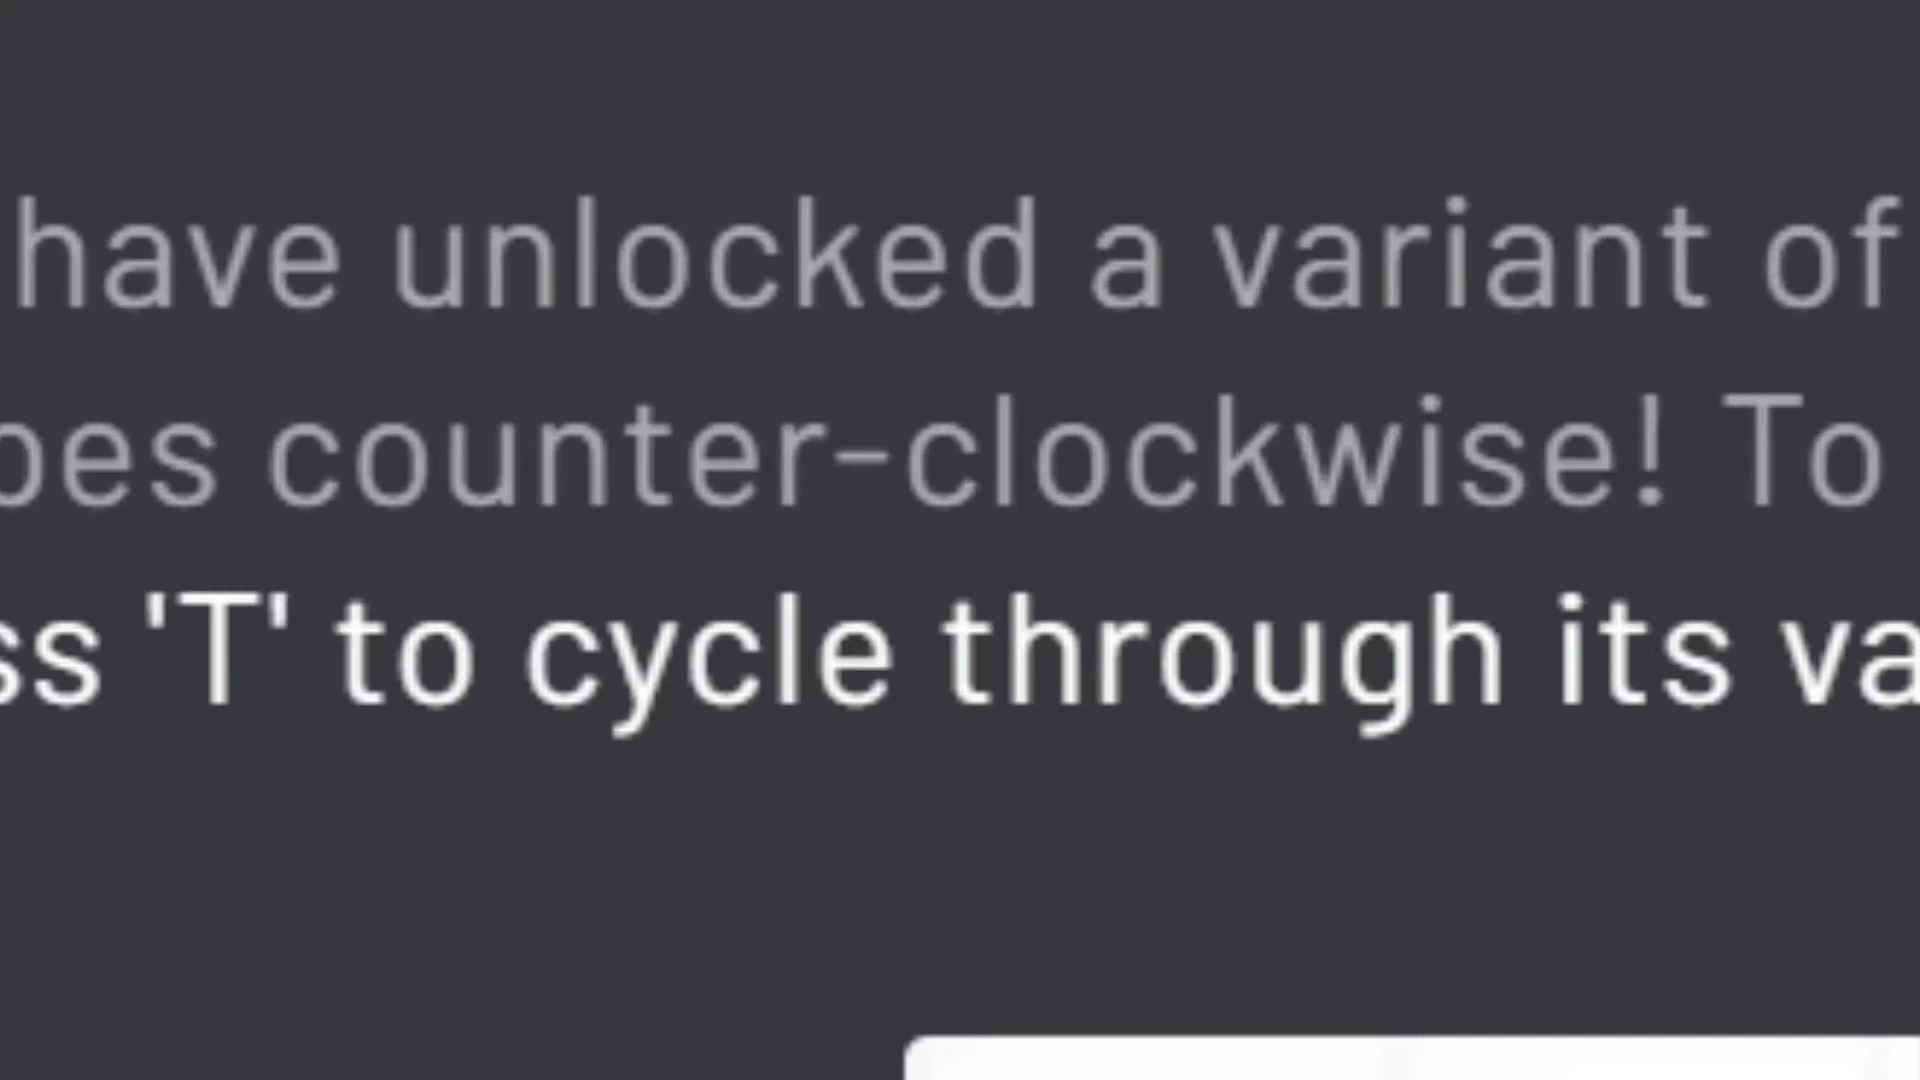 have unlocked a variant of
counter-clockwise! To
'T' to cycle through its